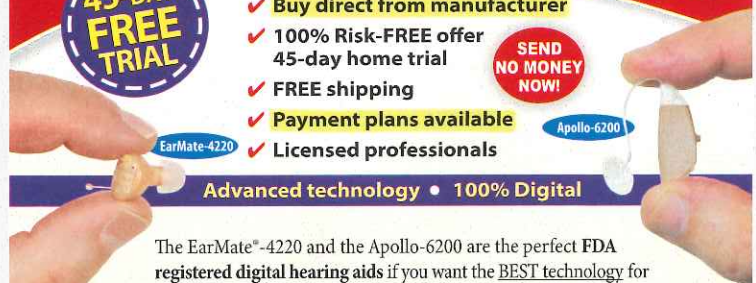 45-DAY
FREE
TRIAL
✓ Buy direct from manufacturer
✓ 100% Risk-FREE offer
45-day home trial
✓ FREE shipping
✓ Payment plans available
✓ Licensed professionals
SEND
NO MONEY
NOW!
EarMate-4220
Apollo-6200
Advanced technology • 100% Digital
The EarMate®-4220 and the Apollo-6200 are the perfect FDA
registered digital hearing aids if you want the BEST technology for